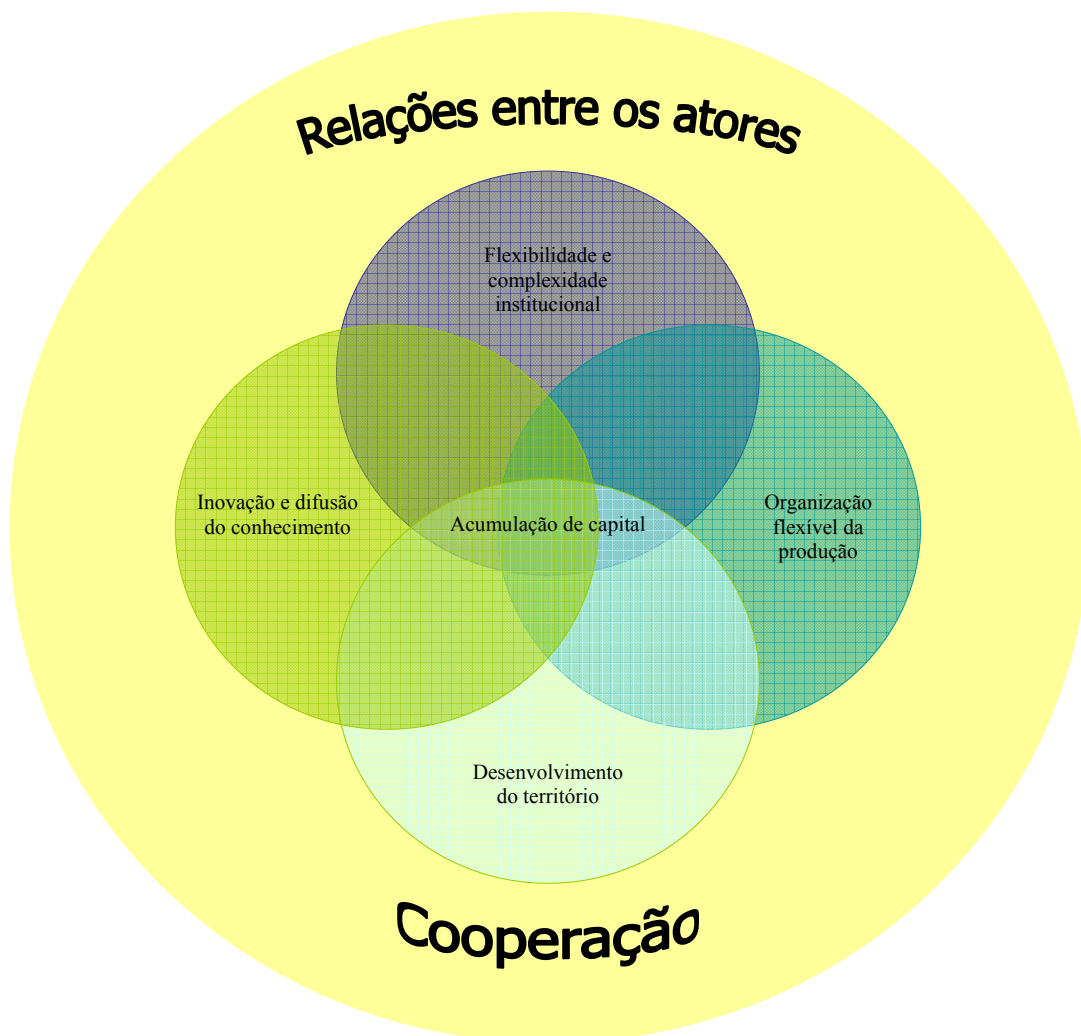 Relações entre os atores
Flexibilidade e
complexidade
institucional
Inovação e difusão
do conhecimento
Acumulação de capital
Organização
flexível da
produção
Desenvolvimento
do território
Cooperação